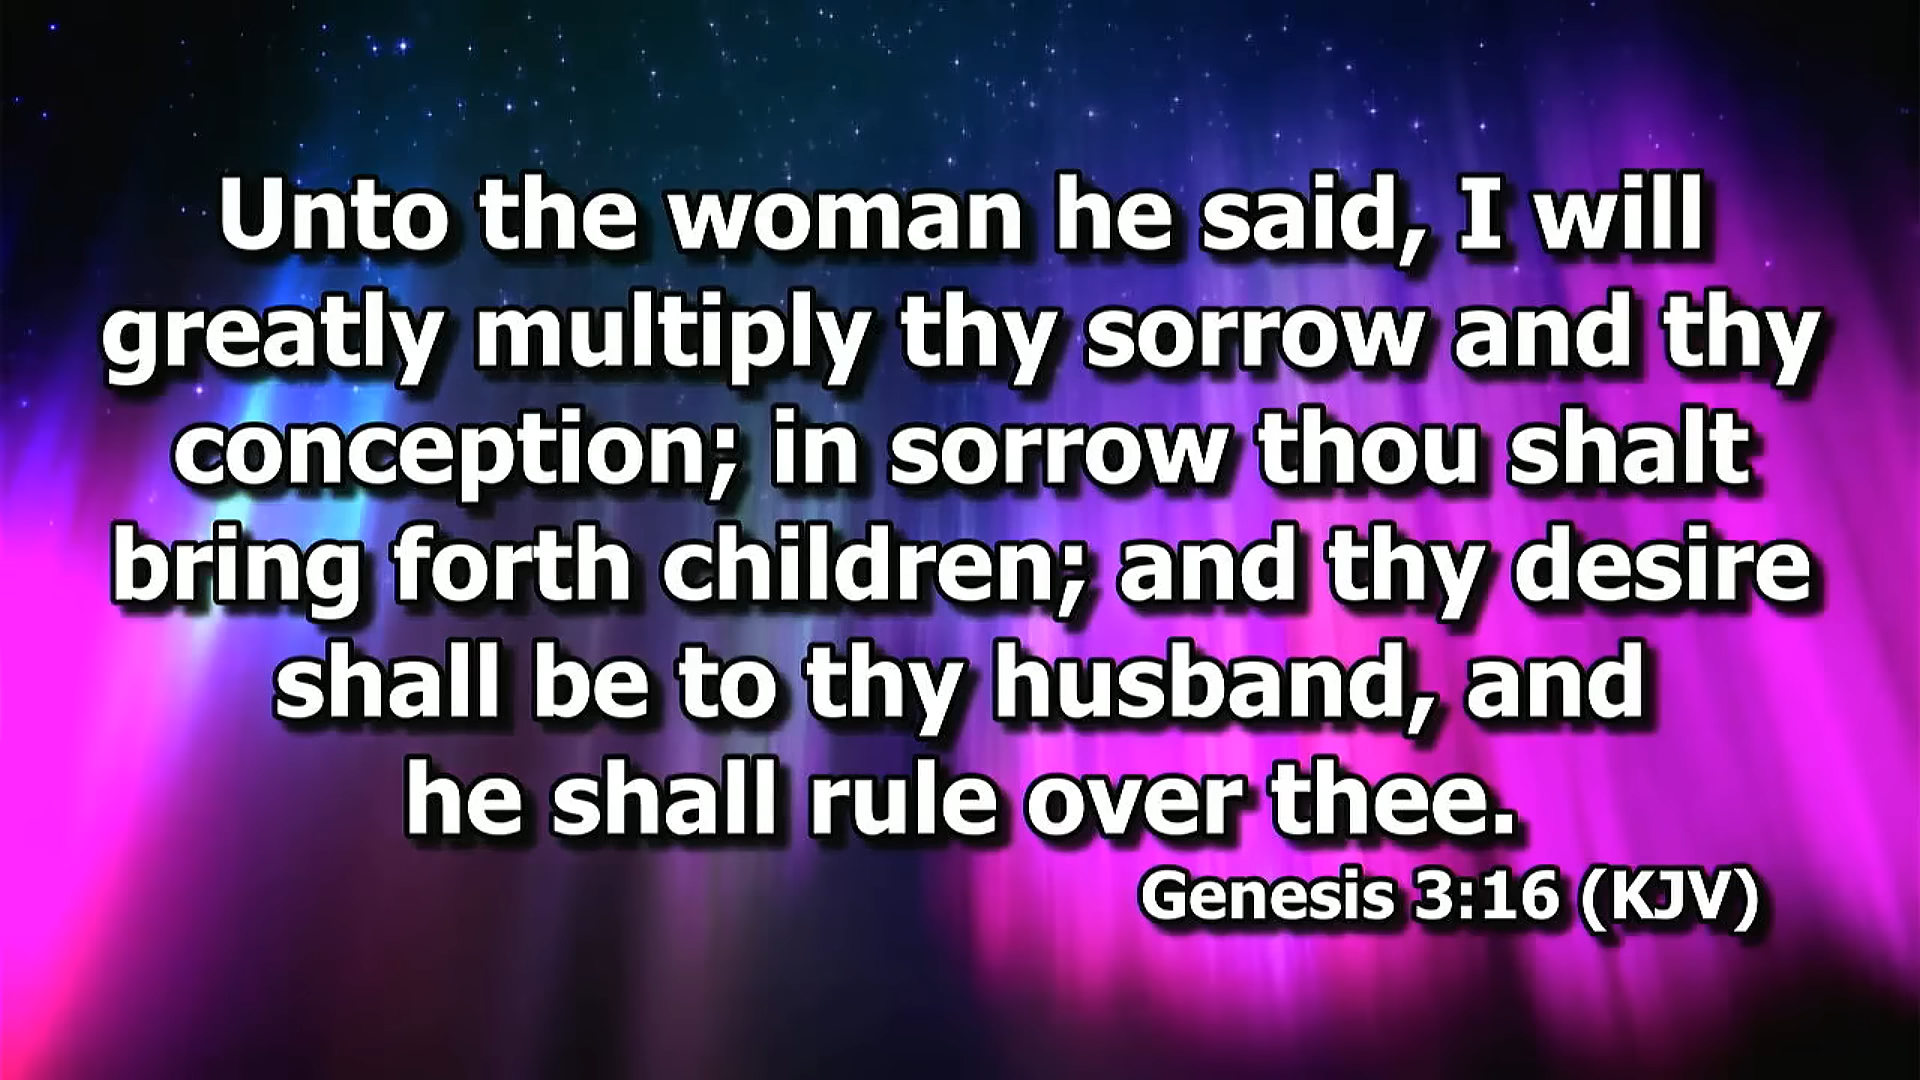 Unto the woman he said, I will
greatly multiply thy sorrow and thy
conception; in sorrow thou shalt
bring forth children; and thy desire
shall be to thy husband, and
he shall rule over thee.
Genesis 3:16 (KJV)